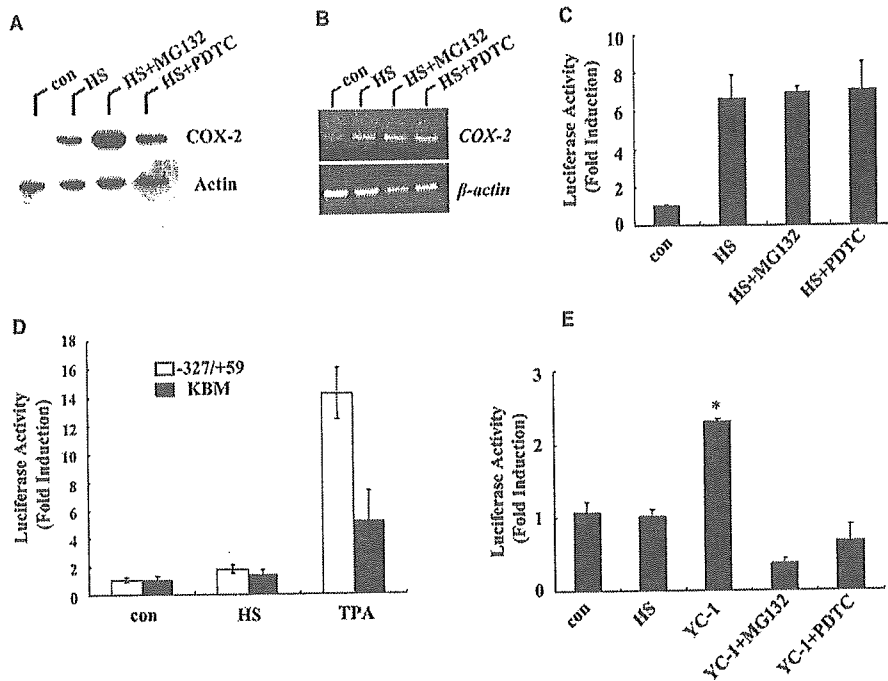 A
con
HS
HS+MG132
HS+PDTC
COX-2
Actin
B
con
HS
HS+MG132
HS+PDTC
COX-2
β-actin
C
Luciferase Activity
(Fold Induction)
10
8
6
4
2
0
con
HS
HS+MG132
HS+PDTC
D
Luciferase Activity
(Fold Induction)
18
16
14
12
10
8
6
4
2
0
-327/+59
KBM
con
HS
TPA
E
Luciferase Activity
(Fold Induction)
3
2
1
0
*
con
HS
YC-1
YC-1+MG132
YC-1+PDTC